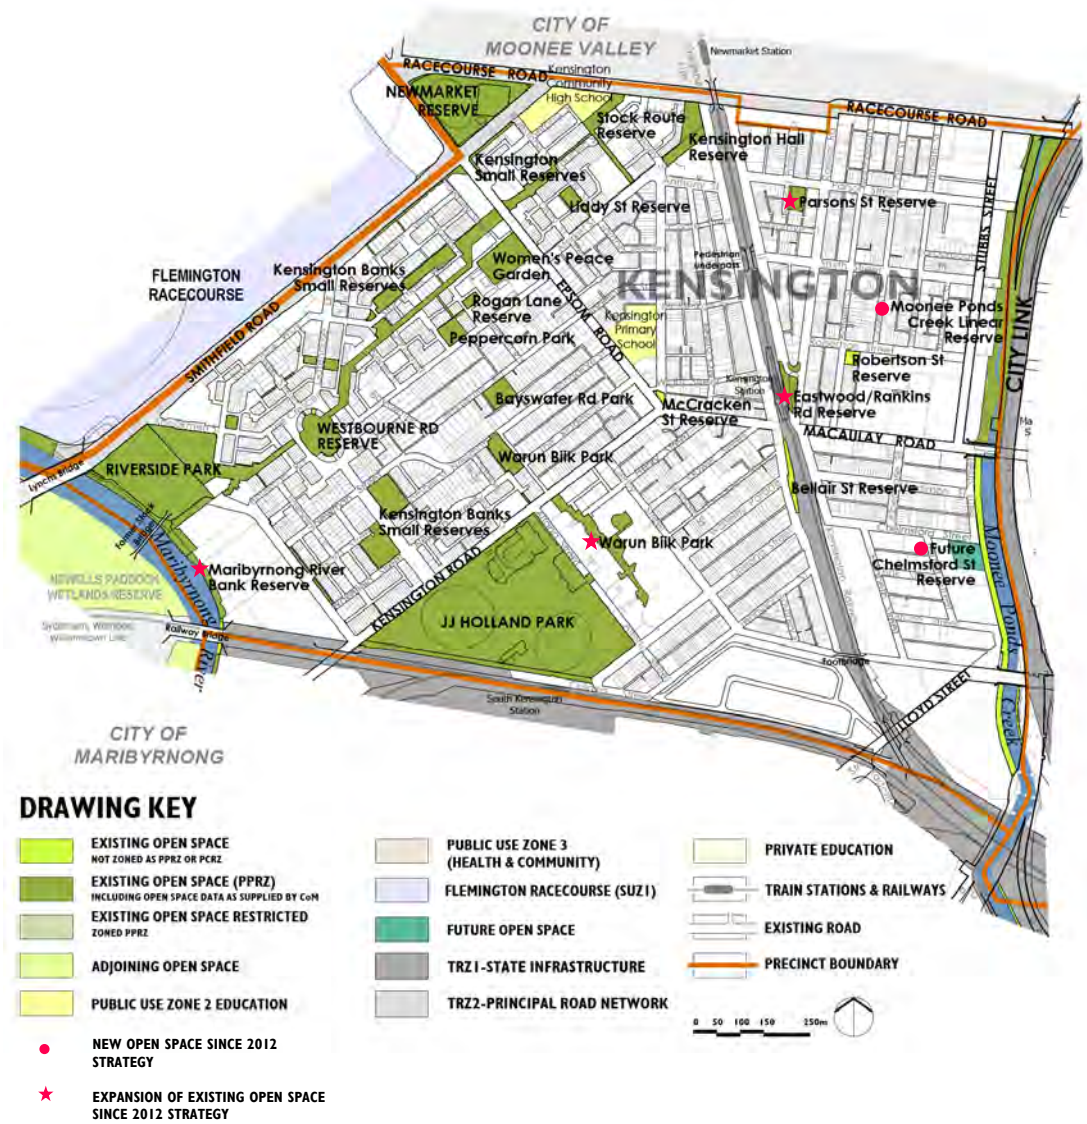 CITY OF
MOONEE VALLEY
Newmarket Station
RACECOURSE ROAD
Kensington
Community
High School
NEWMARKET
RESERVE
RACECOURSE ROAD
Stock Route
Reserve
Kensington Hall
Reserve
Kensington
Small Reserves
STUBBS STREET
Liddy St Reserve
Parsons St Reserve
Women's Peace
Garden
Pedestrian
underpass
FLEMINGTON
RACECOURSE
Kensington Banks
Small Reserves
KENSINGTON
EPSOM ROAD
Rogan Lane
Reserve
Moonee Ponds
Creek Linear
Reserve
CITY LINK
Kensington
Primary
School
SMITHFIELD ROAD
Peppercorn Park
Robertson St
Reserve
Kensington
Station
Bayswater Rd Park
McCracken
St Reserve
Eastwood/Rankins
Rd Reserve
WESTBOURNE RD
RESERVE
MACAULAY ROAD
Lynchs Bridge
RIVERSIDE PARK
Warun Biik Park
Bellair St Reserve
Kensington Banks
Small Reserves
Maribyrnong River
Warun Biik Park
Future
Chelmsford St
Reserve
Moonee Ponds Creek
Maribyrnong River
Bank Reserve
NEWELLS PADDOCK
WETLANDS RESERVE
KENSINGTON ROAD
JJ HOLLAND PARK
Railway Bridge
Footbridge
LLOYD STREET
South Kensington
Station
CITY OF
MARIBYRNONG
DRAWING KEY
EXISTING OPEN SPACE
NOT ZONED AS PPRZ OR PCRZ
EXISTING OPEN SPACE (PPRZ)
INCLUDING OPEN SPACE DATA AS SUPPLIED BY CoM
EXISTING OPEN SPACE RESTRICTED
ZONED PPRZ
ADJOINING OPEN SPACE
PUBLIC USE ZONE 2 EDUCATION
NEW OPEN SPACE SINCE 2012
STRATEGY
EXPANSION OF EXISTING OPEN SPACE
SINCE 2012 STRATEGY
PUBLIC USE ZONE 3
(HEALTH & COMMUNITY)
FLEMINGTON RACECOURSE (SUZ1)
FUTURE OPEN SPACE
TRZ1-STATE INFRASTRUCTURE
TRZ2-PRINCIPAL ROAD NETWORK
PRIVATE EDUCATION
TRAIN STATIONS & RAILWAYS
EXISTING ROAD
PRECINCT BOUNDARY
0 50 100 150 250m